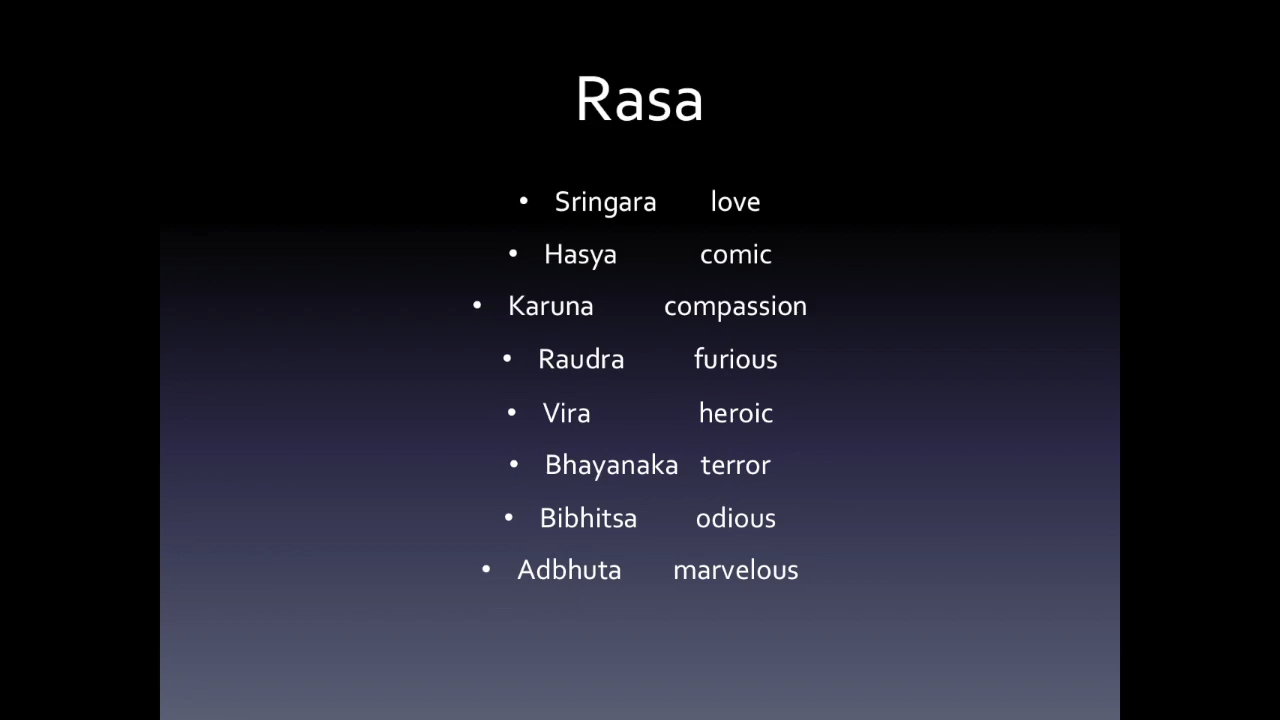 Rasa
• Sringara love
• Hasya comic
• Karuna compassion
• Raudra furious
• Vira heroic
• Bhayanaka terror
• Bibhitsa odious
• Adbhuta marvelous